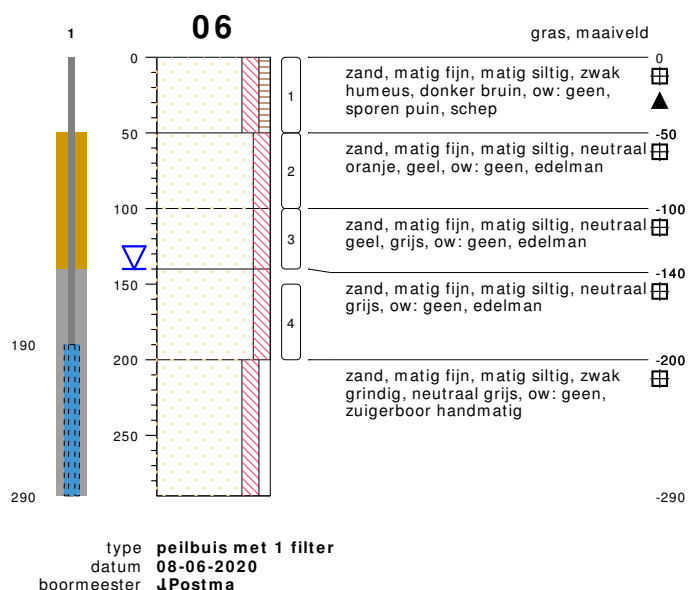 06
1
gras, maaiveld
0
0
zand, matig fijn, matig siltig, zwak
humeus, donker bruin, ow: geen,
sporen puin, schep
1
50
-50
zand, matig fijn, matig siltig, neutraal
oranje, geel, ow: geen, edelman
2
100
-100
zand, matig fijn, matig siltig, neutraal
geel, grijs, ow: geen, edelman
3
-140
150
zand, matig fijn, matig siltig, neutraal
grijs, ow: geen, edelman
4
190
200
-200
zand, matig fijn, matig siltig, zwak
grindig, neutraal grijs, ow: geen,
zuigerboor handmatig
250
290
-290
type peilbuis met 1 filter
datum 08-06-2020
boormeester J.Postma